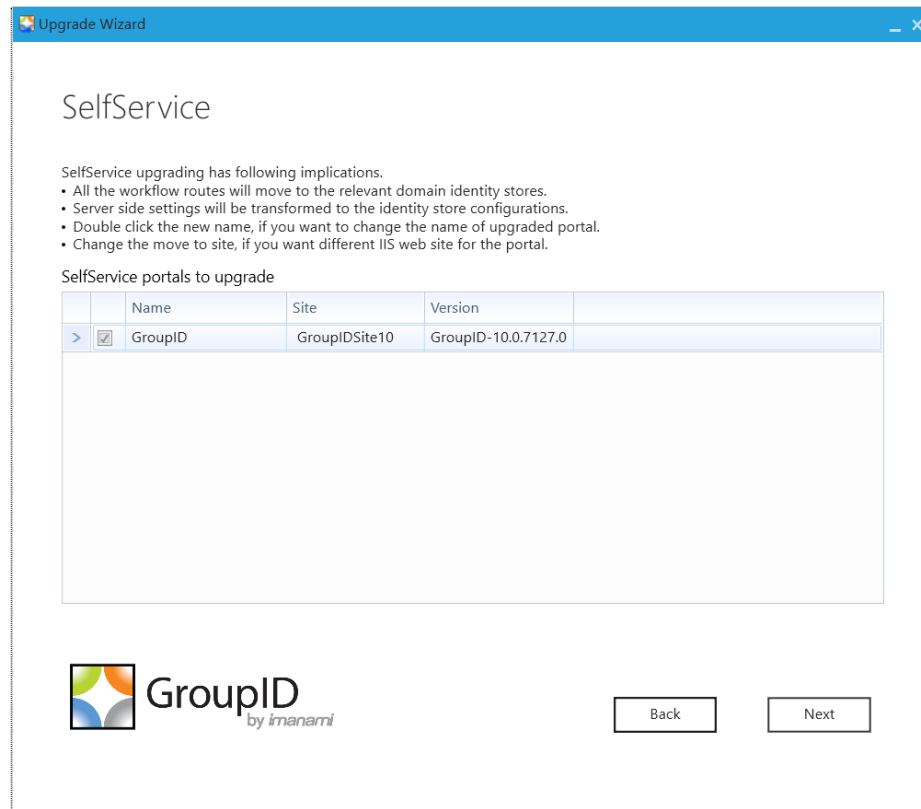 Upgrade Wizard
SelfService
SelfService upgrading has following implications.
• All the workflow routes will move to the relevant domain identity stores.
• Server side settings will be transformed to the identity store configurations.
• Double click the new name, if you want to change the name of upgraded portal.
• Change the move to site, if you want different IIS web site for the portal.
SelfService portals to upgrade
Name Site Version
GroupID GroupIDSite10 GroupID-10.0.7127.0
GroupID
by imanami
Back Next